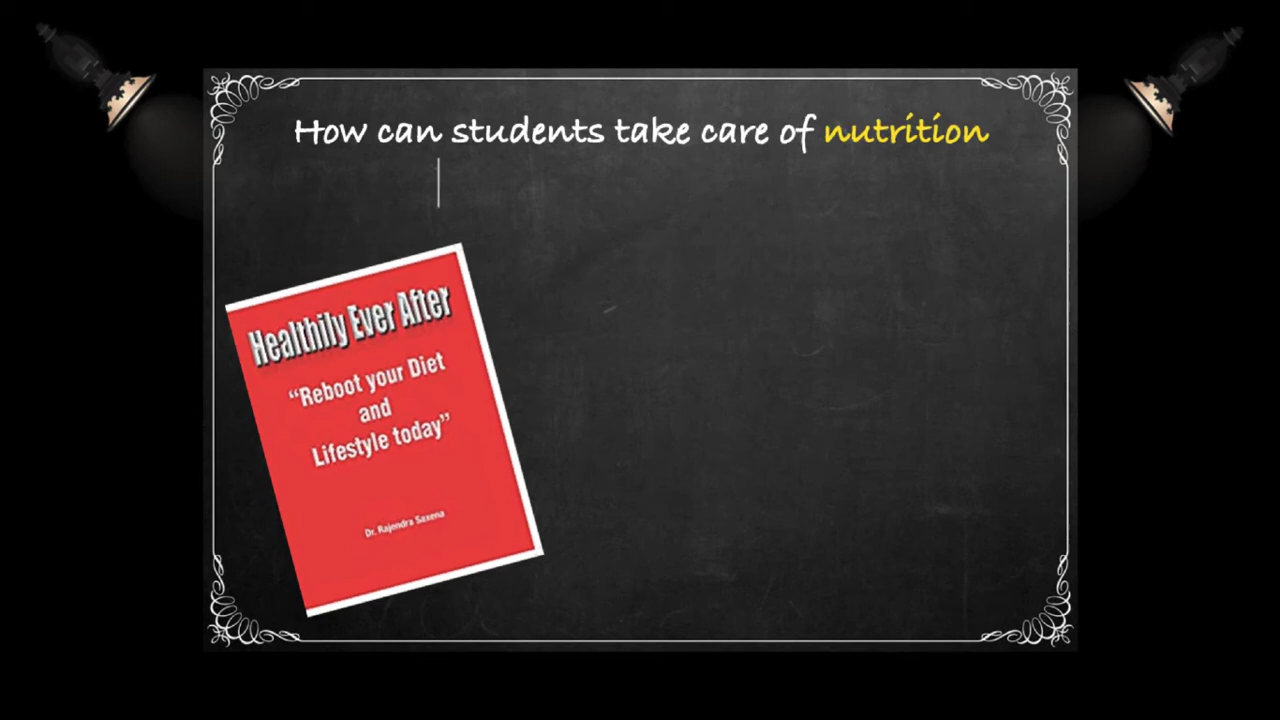 How can students take care of nutrition
Healthily Ever After
“Reboot your Diet
and
Lifestyle today”
Dr. Rajendra Saxena